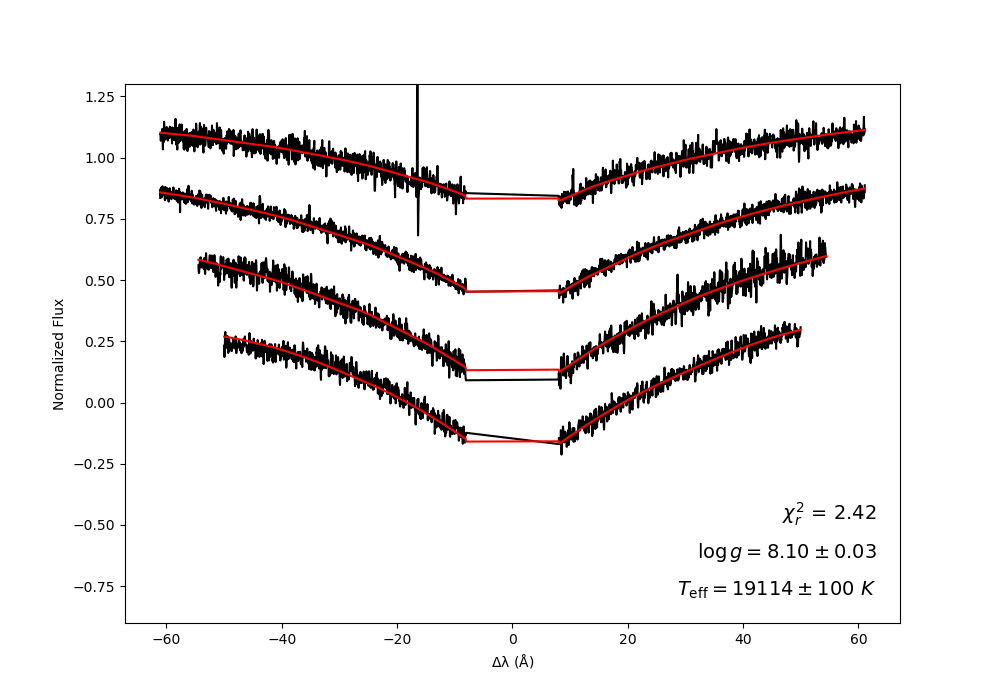 1.25
1.00
0.75
0.50
0.25
0.00
−0.25
−0.50
−0.75
Normalized Flux
χ²ᵣ = 2.42
log g = 8.10 ± 0.03
T_eff = 19114 ± 100 K
−60 −40 −20 0 20 40 60
Δλ (Å)